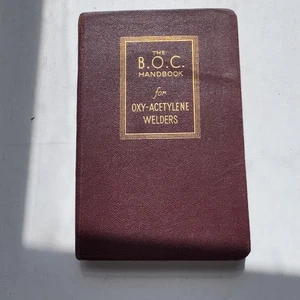 THE
B.O.C.
HANDBOOK
for
OXY-ACETYLENE
WELDERS